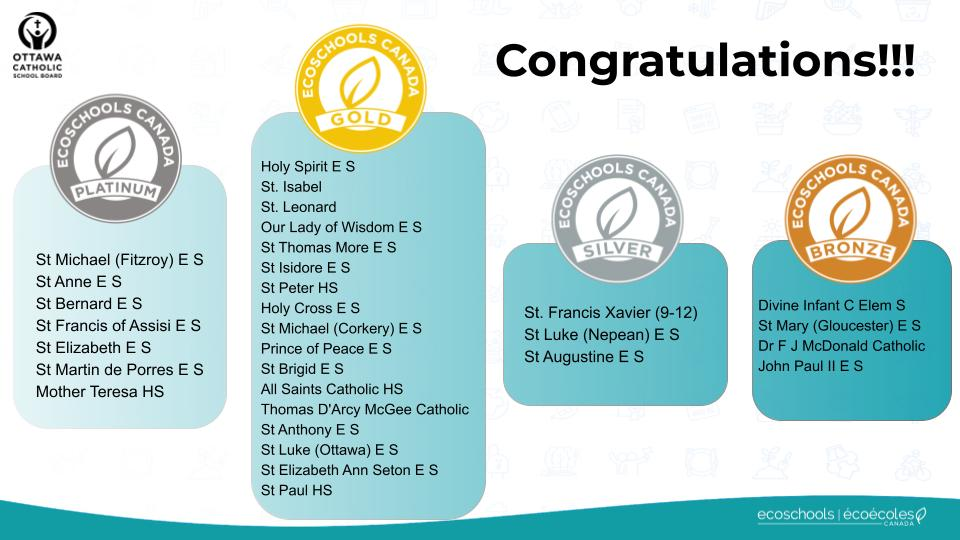 OTTAWA
CATHOLIC
SCHOOL BOARD
Congratulations!!!
ECOSCHOOLS CANADA
PLATINUM
St Michael (Fitzroy) E S
St Anne E S
St Bernard E S
St Francis of Assisi E S
St Elizabeth E S
St Martin de Porres E S
Mother Teresa HS
ECOSCHOOLS CANADA
GOLD
Holy Spirit E S
St. Isabel
St. Leonard
Our Lady of Wisdom E S
St Thomas More E S
St Isidore E S
St Peter HS
Holy Cross E S
St Michael (Corkery) E S
Prince of Peace E S
St Brigid E S
All Saints Catholic HS
Thomas D'Arcy McGee Catholic
St Anthony E S
St Luke (Ottawa) E S
St Elizabeth Ann Seton E S
St Paul HS
ECOSCHOOLS CANADA
SILVER
St. Francis Xavier (9-12)
St Luke (Nepean) E S
St Augustine E S
ECOSCHOOLS CANADA
BRONZE
Divine Infant C Elem S
St Mary (Gloucester) E S
Dr F J McDonald Catholic
John Paul II E S
ecoschools | écoécoles
CANADA